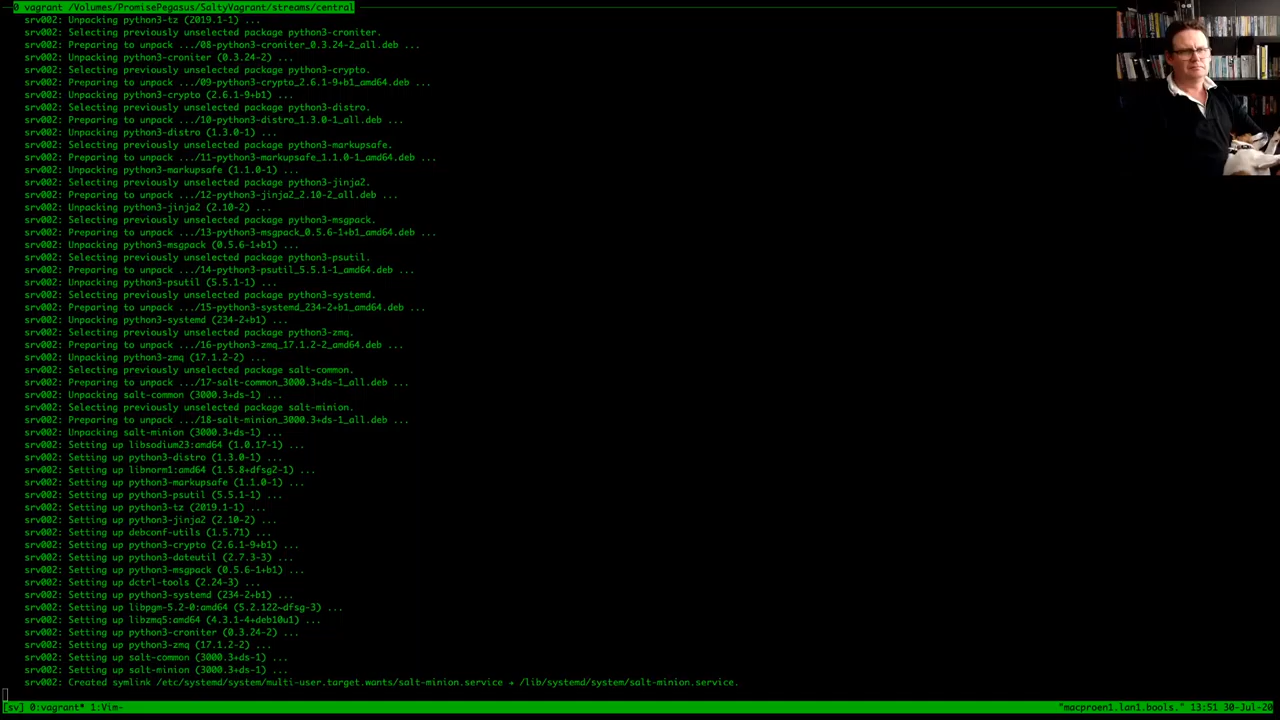 0 vagrant /Volumes/PromisePegasus/SaltyVagrant/streams/central
srv002: Unpacking python3-tz (2019.1-1) ...
srv002: Selecting previously unselected package python3-croniter.
srv002: Preparing to unpack .../08-python3-croniter_0.3.24-2_all.deb ...
srv002: Unpacking python3-croniter (0.3.24-2) ...
srv002: Selecting previously unselected package python3-crypto.
srv002: Preparing to unpack .../09-python3-crypto_2.6.1-9+b1_amd64.deb ...
srv002: Unpacking python3-crypto (2.6.1-9+b1) ...
srv002: Selecting previously unselected package python3-distro.
srv002: Preparing to unpack .../10-python3-distro_1.3.0-1_all.deb ...
srv002: Unpacking python3-distro (1.3.0-1) ...
srv002: Selecting previously unselected package python3-markupsafe.
srv002: Preparing to unpack .../11-python3-markupsafe_1.1.0-1_amd64.deb ...
srv002: Unpacking python3-markupsafe (1.1.0-1) ...
srv002: Selecting previously unselected package python3-jinja2.
srv002: Preparing to unpack .../12-python3-jinja2_2.10-2_all.deb ...
srv002: Unpacking python3-jinja2 (2.10-2) ...
srv002: Selecting previously unselected package python3-msgpack.
srv002: Preparing to unpack .../13-python3-msgpack_0.5.6-1+b1_amd64.deb ...
srv002: Unpacking python3-msgpack (0.5.6-1+b1) ...
srv002: Selecting previously unselected package python3-psutil.
srv002: Preparing to unpack .../14-python3-psutil_5.5.1-1_amd64.deb ...
srv002: Unpacking python3-psutil (5.5.1-1) ...
srv002: Selecting previously unselected package python3-systemd.
srv002: Preparing to unpack .../15-python3-systemd_234-2+b1_amd64.deb ...
srv002: Unpacking python3-systemd (234-2+b1) ...
srv002: Selecting previously unselected package python3-zmq.
srv002: Preparing to unpack .../16-python3-zmq_17.1.2-2_amd64.deb ...
srv002: Unpacking python3-zmq (17.1.2-2) ...
srv002: Selecting previously unselected package salt-common.
srv002: Preparing to unpack .../17-salt-common_3000.3+ds-1_all.deb ...
srv002: Unpacking salt-common (3000.3+ds-1) ...
srv002: Selecting previously unselected package salt-minion.
srv002: Preparing to unpack .../18-salt-minion_3000.3+ds-1_all.deb ...
srv002: Unpacking salt-minion (3000.3+ds-1) ...
srv002: Setting up libsodium23:amd64 (1.0.17-1) ...
srv002: Setting up python3-distro (1.3.0-1) ...
srv002: Setting up libnorm1:amd64 (1.5.8+dfsg2-1) ...
srv002: Setting up python3-markupsafe (1.1.0-1) ...
srv002: Setting up python3-psutil (5.5.1-1) ...
srv002: Setting up python3-tz (2019.1-1) ...
srv002: Setting up python3-jinja2 (2.10-2) ...
srv002: Setting up debconf-utils (1.5.71) ...
srv002: Setting up python3-crypto (2.6.1-9+b1) ...
srv002: Setting up python3-dateutil (2.7.3-3) ...
srv002: Setting up python3-msgpack (0.5.6-1+b1) ...
srv002: Setting up dctrl-tools (2.24-3) ...
srv002: Setting up python3-systemd (234-2+b1) ...
srv002: Setting up libpgm-5.2-0:amd64 (5.2.122~dfsg-3) ...
srv002: Setting up libzmq5:amd64 (4.3.1-4+deb10u1) ...
srv002: Setting up python3-croniter (0.3.24-2) ...
srv002: Setting up python3-zmq (17.1.2-2) ...
srv002: Setting up salt-common (3000.3+ds-1) ...
srv002: Setting up salt-minion (3000.3+ds-1) ...
srv002: Created symlink /etc/systemd/system/multi-user.target.wants/salt-minion.service → /lib/systemd/system/salt-minion.service.
[sv] 0:vagrant* 1:Vim- "macproen1.lan1.bools." 13:51 30-Jul-20